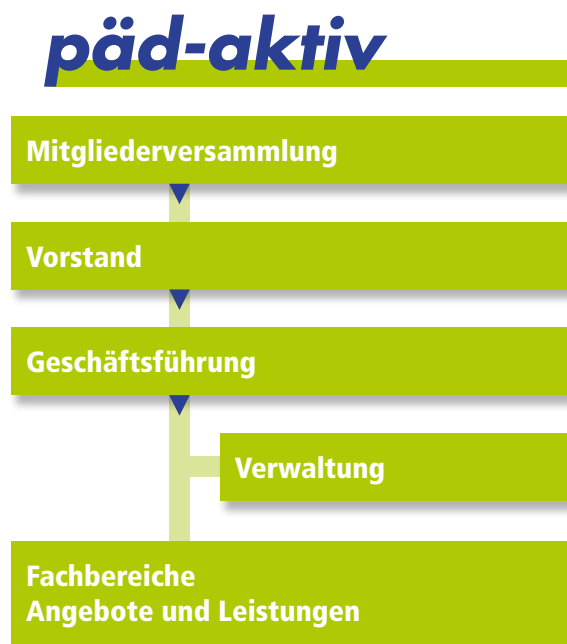 päd-aktiv
Mitgliederversammlung
Vorstand
Geschäftsführung
Verwaltung
Fachbereiche
Angebote und Leistungen